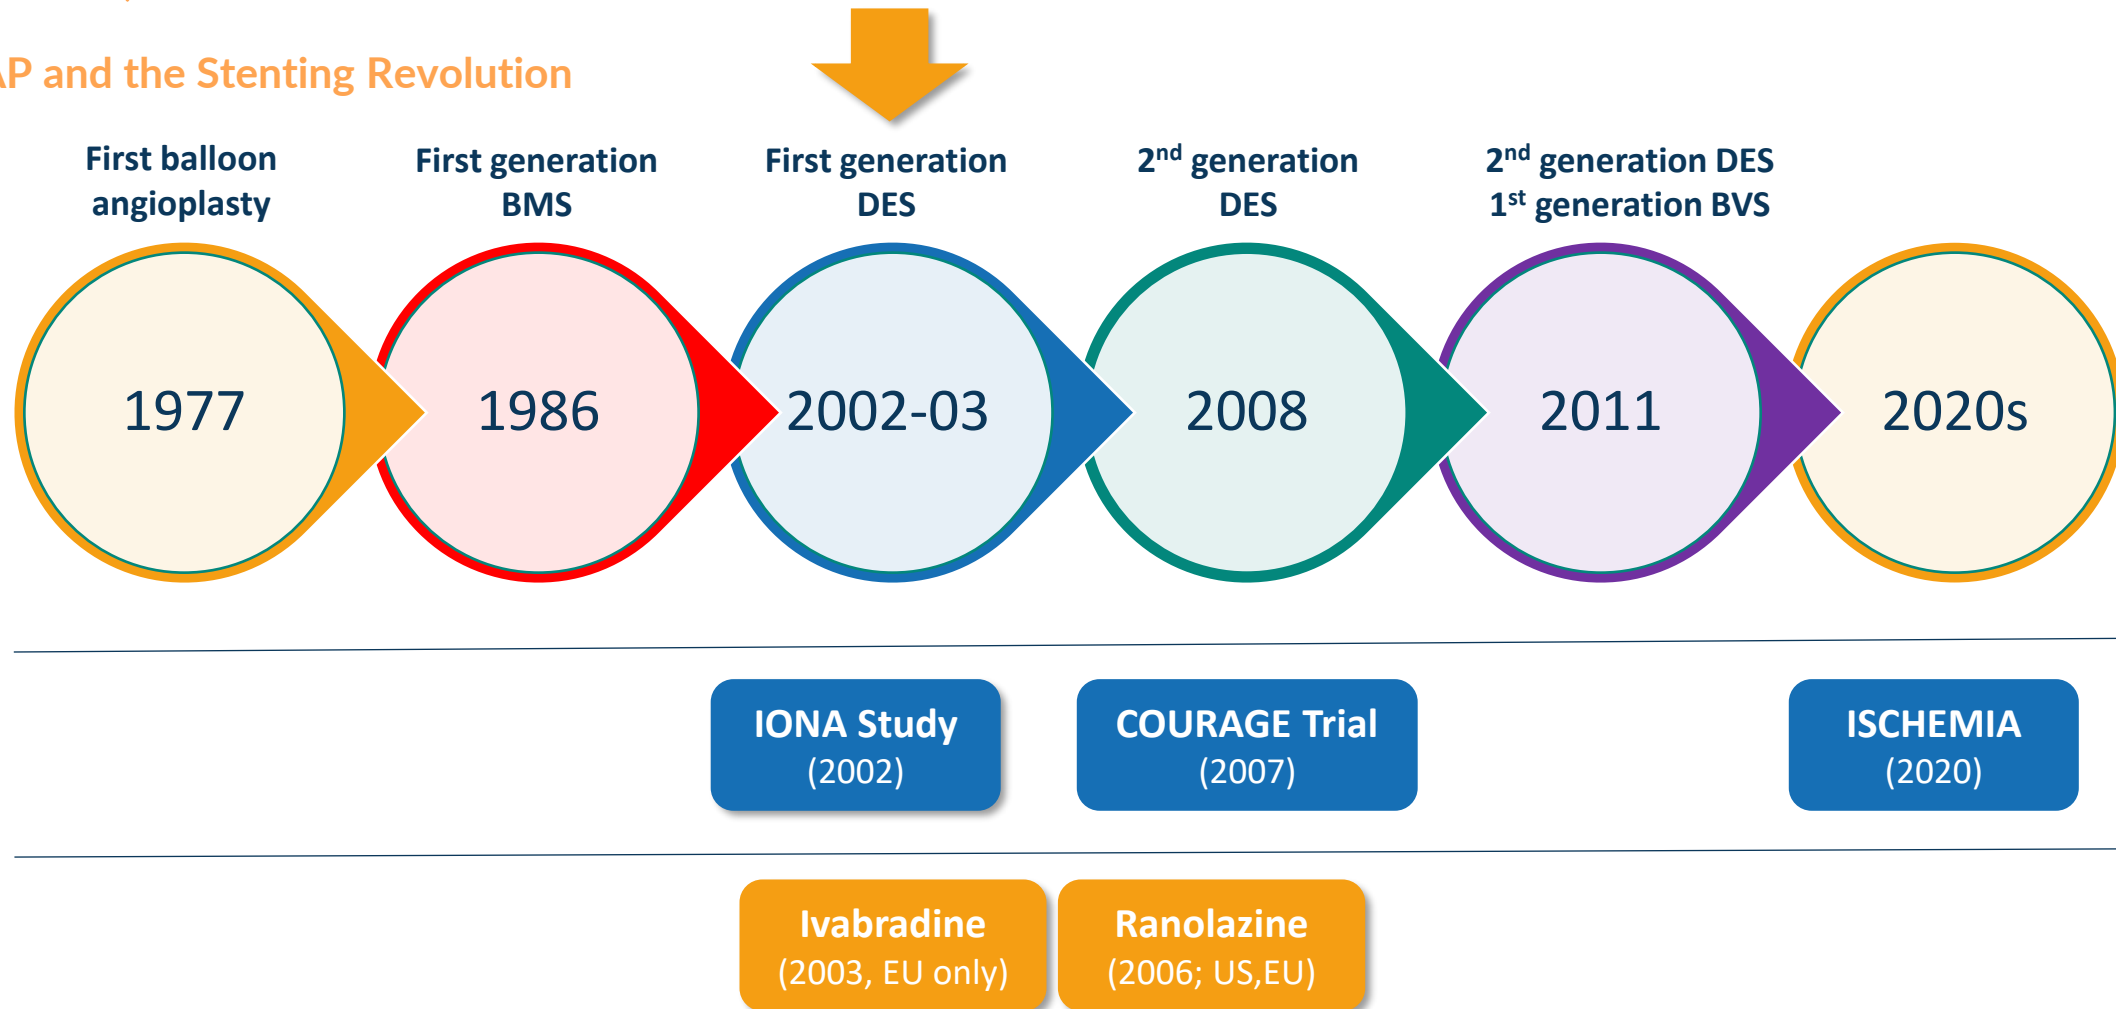 AP and the Stenting Revolution
First balloon
angioplasty
First generation
BMS
First generation
DES
2nd generation
DES
2nd generation DES
1st generation BVS
1977
1986
2002-03
2008
2011
2020s
IONA Study
(2002)
COURAGE Trial
(2007)
ISCHEMIA
(2020)
Ivabradine
(2003, EU only)
Ranolazine
(2006; US,EU)